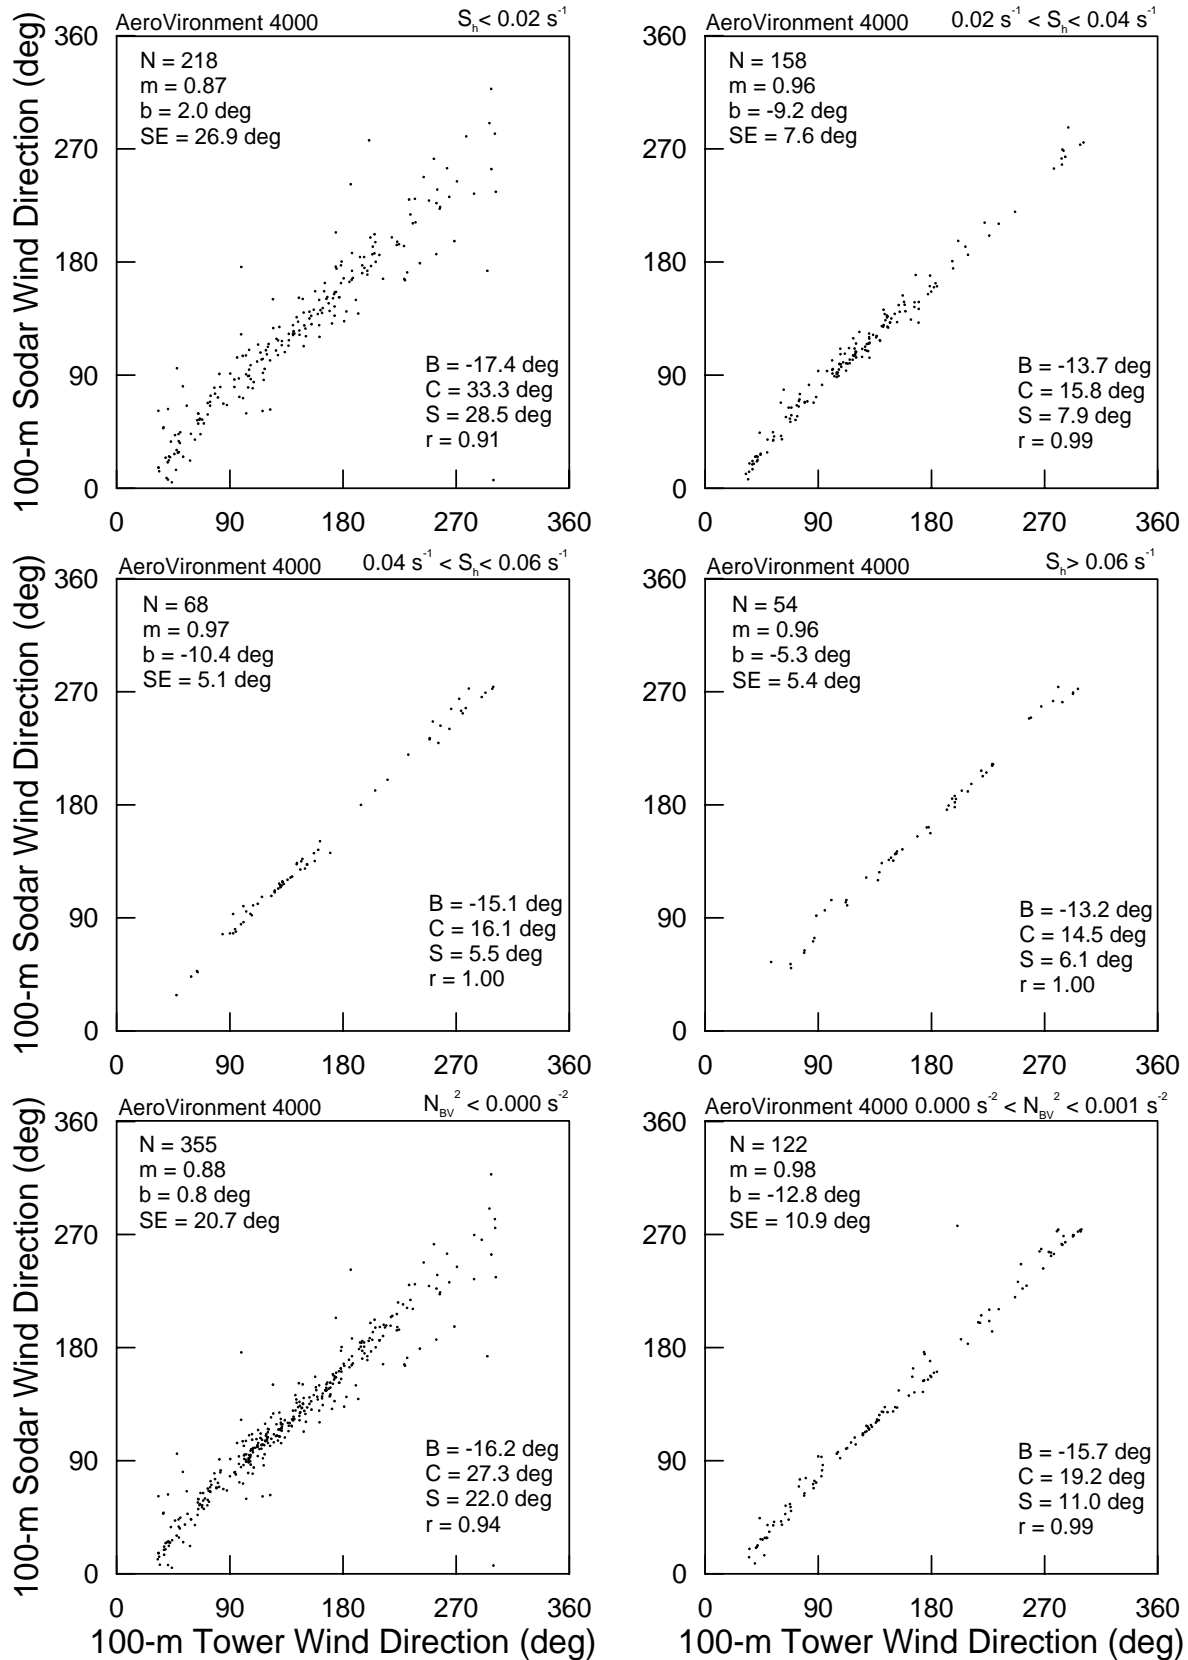 AeroVironment 4000 S_h < 0.02 s^-1
100-m Sodar Wind Direction (deg)
360
270
180
90
0
N = 218
m = 0.87
b = 2.0 deg
SE = 26.9 deg
B = -17.4 deg
C = 33.3 deg
S = 28.5 deg
r = 0.91
0 90 180 270 360
AeroVironment 4000 0.02 s^-1 < S_h < 0.04 s^-1
360
270
180
90
0
N = 158
m = 0.96
b = -9.2 deg
SE = 7.6 deg
B = -13.7 deg
C = 15.8 deg
S = 7.9 deg
r = 0.99
0 90 180 270 360
AeroVironment 4000 0.04 s^-1 < S_h < 0.06 s^-1
100-m Sodar Wind Direction (deg)
360
270
180
90
0
N = 68
m = 0.97
b = -10.4 deg
SE = 5.1 deg
B = -15.1 deg
C = 16.1 deg
S = 5.5 deg
r = 1.00
0 90 180 270 360
AeroVironment 4000 S_h > 0.06 s^-1
360
270
180
90
0
N = 54
m = 0.96
b = -5.3 deg
SE = 5.4 deg
B = -13.2 deg
C = 14.5 deg
S = 6.1 deg
r = 1.00
0 90 180 270 360
AeroVironment 4000 N_BV^2 < 0.000 s^-2
100-m Sodar Wind Direction (deg)
360
270
180
90
0
N = 355
m = 0.88
b = 0.8 deg
SE = 20.7 deg
B = -16.2 deg
C = 27.3 deg
S = 22.0 deg
r = 0.94
0 90 180 270 360
100-m Tower Wind Direction (deg)
AeroVironment 4000 0.000 s^-2 < N_BV^2 < 0.001 s^-2
360
270
180
90
0
N = 122
m = 0.98
b = -12.8 deg
SE = 10.9 deg
B = -15.7 deg
C = 19.2 deg
S = 11.0 deg
r = 0.99
0 90 180 270 360
100-m Tower Wind Direction (deg)